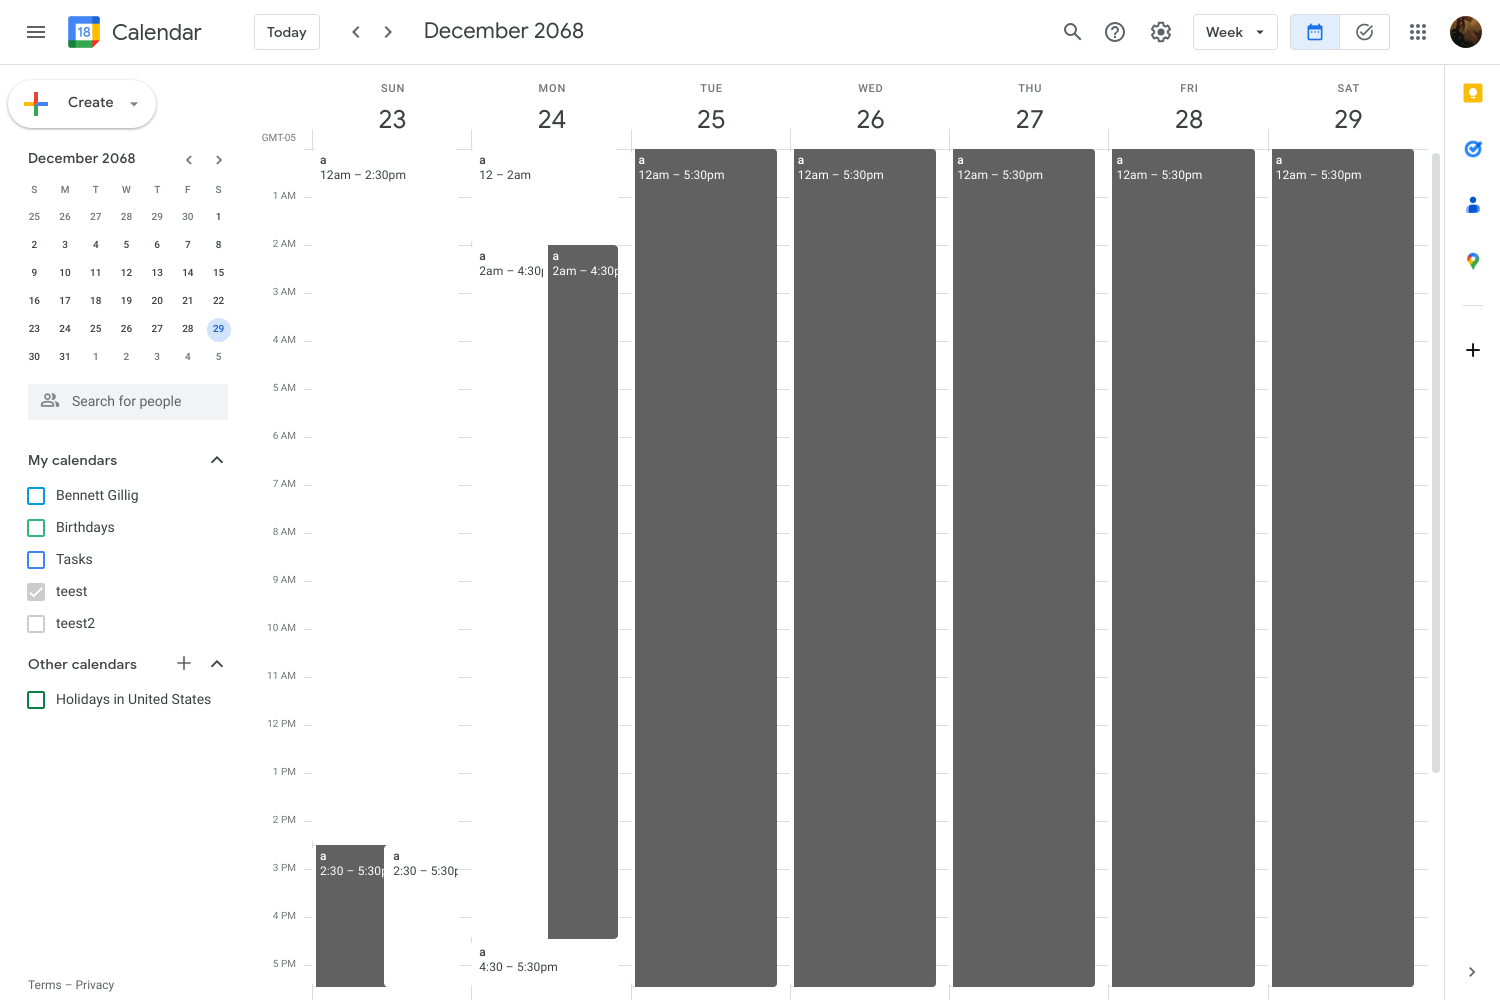 18 Calendar
Today
December 2068
Week
Create
December 2068
S M T W T F S
25 26 27 28 29 30 1
2 3 4 5 6 7 8
9 10 11 12 13 14 15
16 17 18 19 20 21 22
23 24 25 26 27 28 29
30 31 1 2 3 4 5
Search for people
My calendars
Bennett Gillig
Birthdays
Tasks
teest
teest2
Other calendars
Holidays in United States
Terms – Privacy
SUN MON TUE WED THU FRI SAT
23 24 25 26 27 28 29
GMT-05
a a a a a a a
12am – 2:30pm 12 – 2am 12am – 5:30pm 12am – 5:30pm 12am – 5:30pm 12am – 5:30pm 12am – 5:30pm
1 AM
2 AM
a a
2am – 4:30p 2am – 4:30p
3 AM
4 AM
5 AM
6 AM
7 AM
8 AM
9 AM
10 AM
11 AM
12 PM
1 PM
2 PM
a a
3 PM
2:30 – 5:30p 2:30 – 5:30p
4 PM
a
5 PM
4:30 – 5:30pm